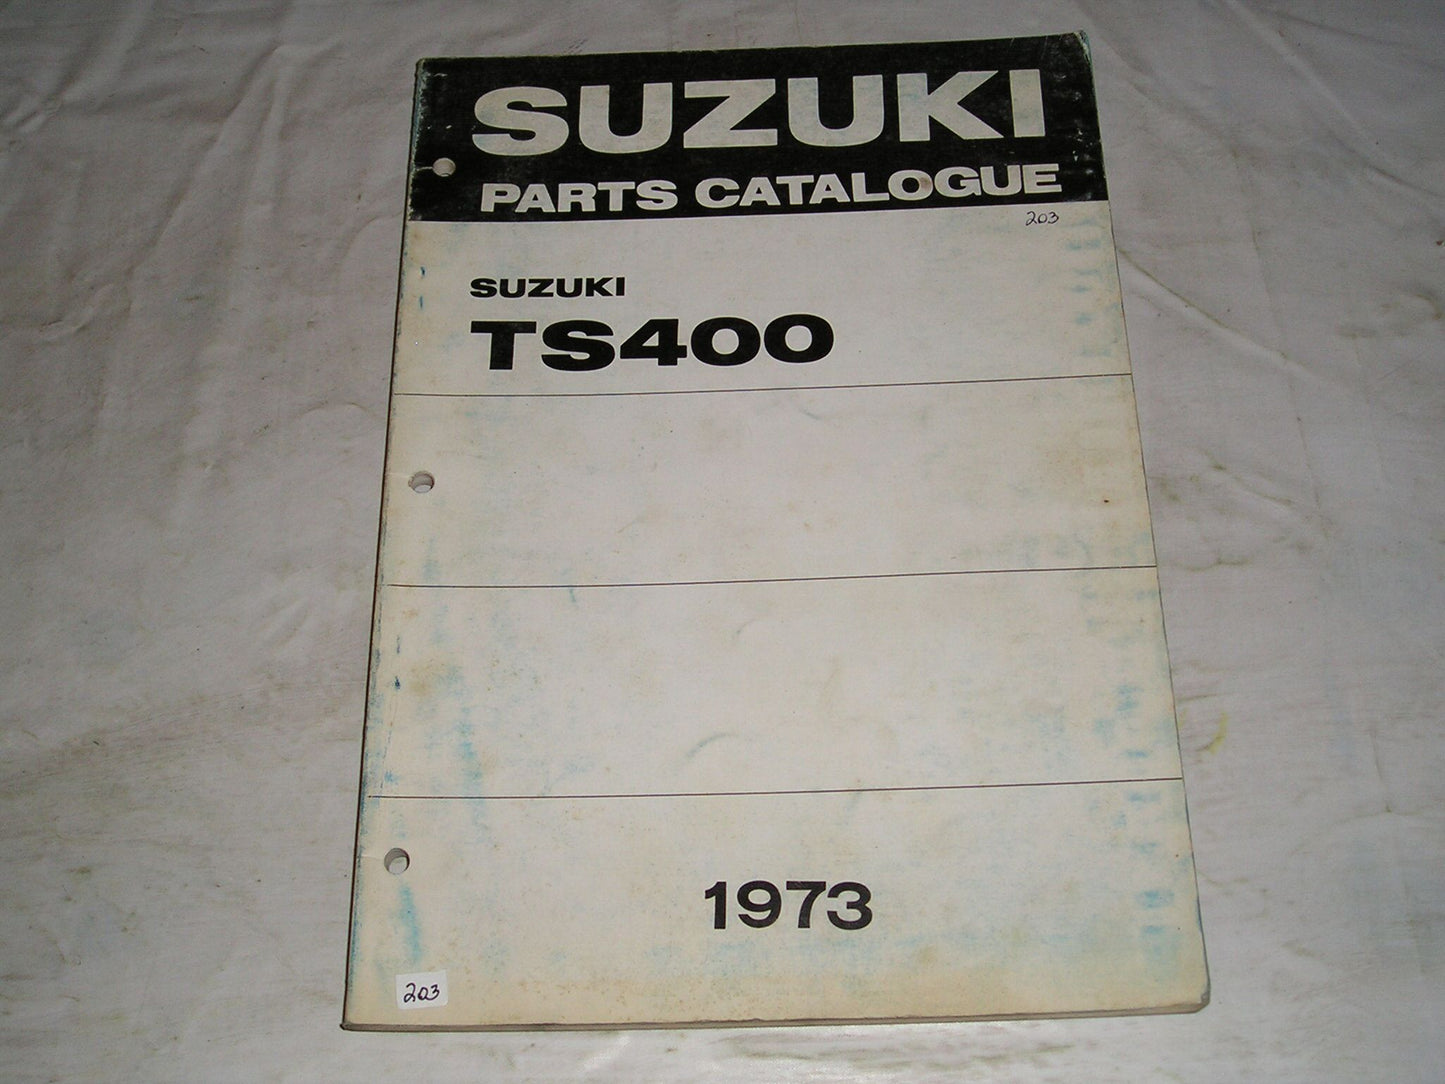 SUZUKI
PARTS CATALOGUE
203
SUZUKI
TS400
1973
203